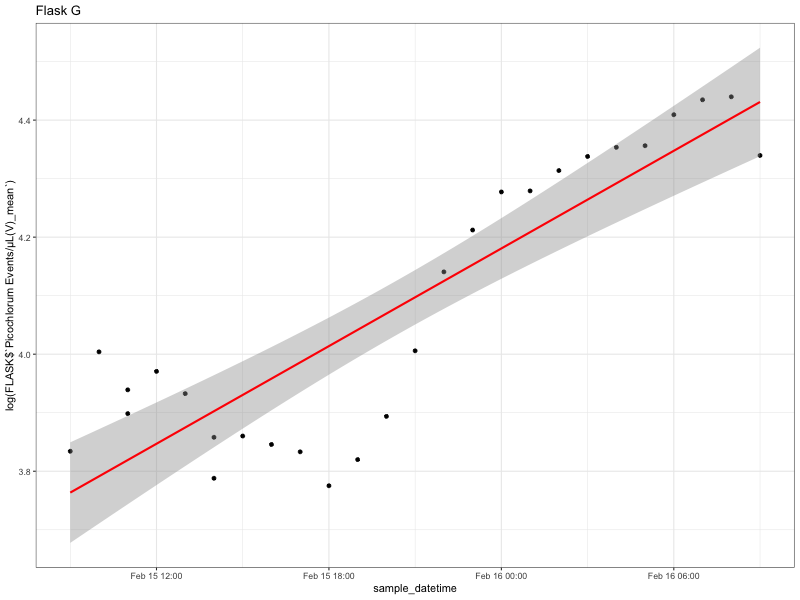 Flask G
log(FLASK$`Picochlorum Events/μL(V)_mean`)
4.4
4.2
4.0
3.8
Feb 15 12:00
Feb 15 18:00
Feb 16 00:00
Feb 16 06:00
sample_datetime